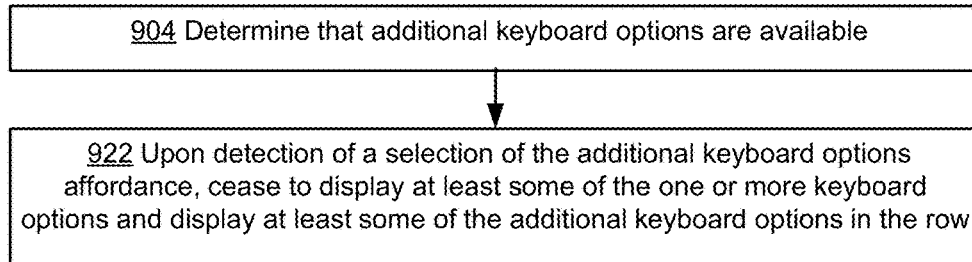 904 Determine that additional keyboard options are available
922 Upon detection of a selection of the additional keyboard options
affordance, cease to display at least some of the one or more keyboard
options and display at least some of the additional keyboard options in the row